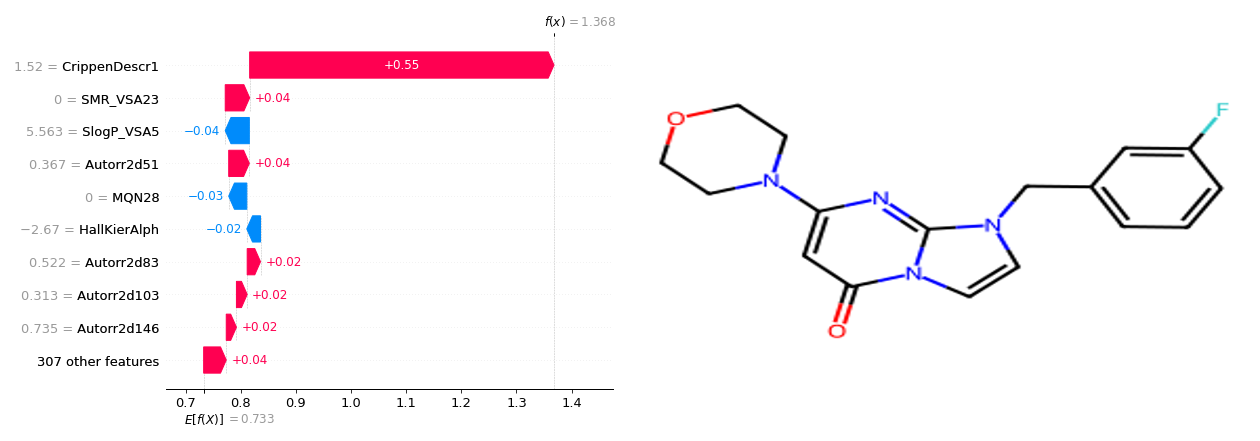 f(x) = 1.368
1.52 = CrippenDescr1
+0.55
0 = SMR_VSA23
+0.04
5.563 = SlogP_VSA5
−0.04
0.367 = Autorr2d51
+0.04
0 = MQN28
−0.03
−2.67 = HallKierAlph
−0.02
0.522 = Autorr2d83
+0.02
0.313 = Autorr2d103
+0.02
0.735 = Autorr2d146
+0.02
307 other features
+0.04
0.7 0.8 0.9 1.0 1.1 1.2 1.3 1.4
E[f(X)] = 0.733
F
O
N
N
N
N
O